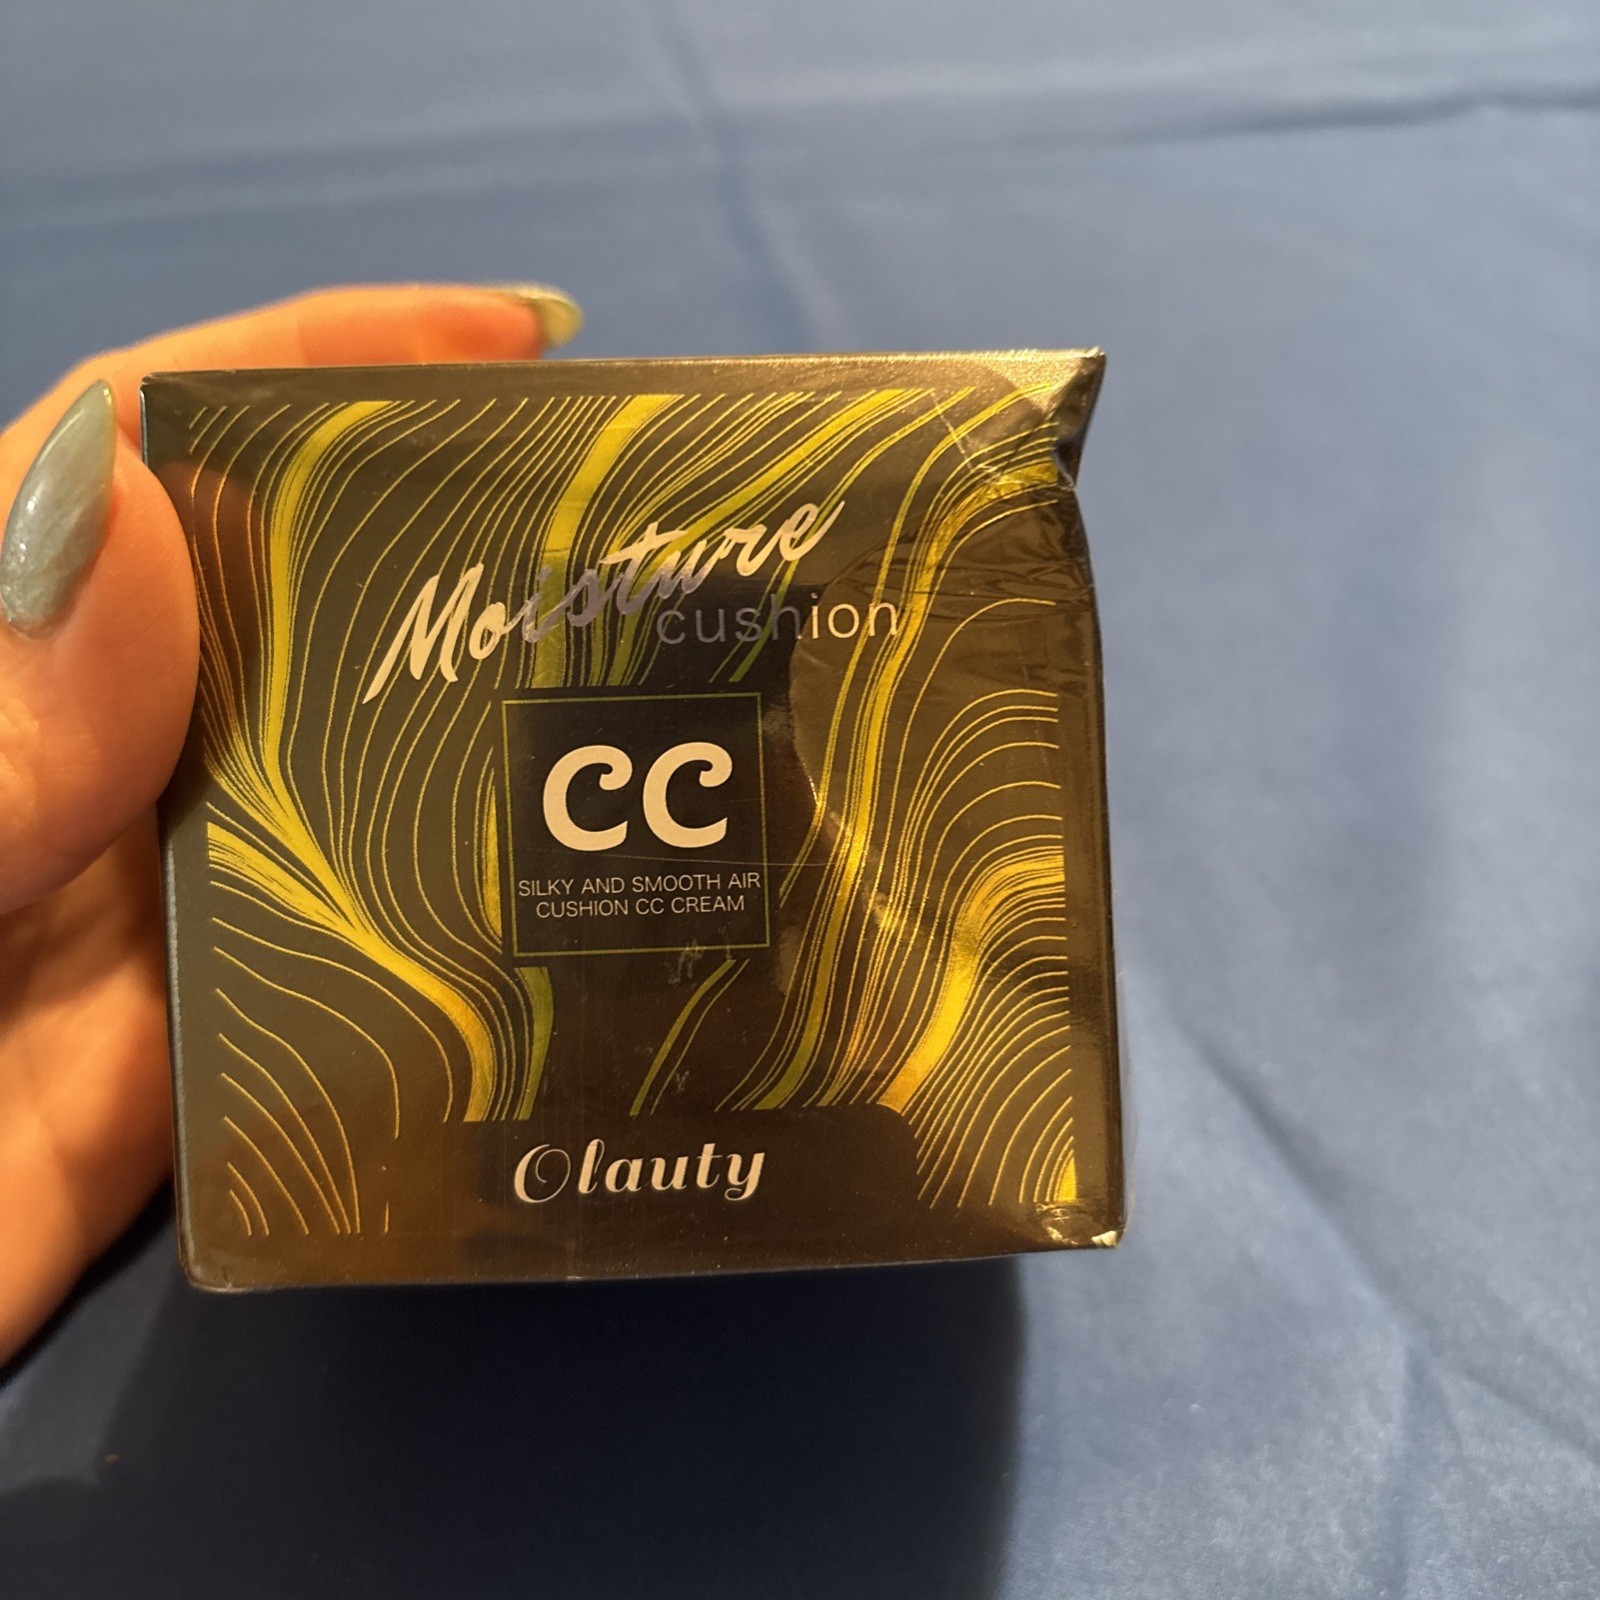 Moisture
cushion
CC
SILKY AND SMOOTH AIR
CUSHION CC CREAM
Olauty